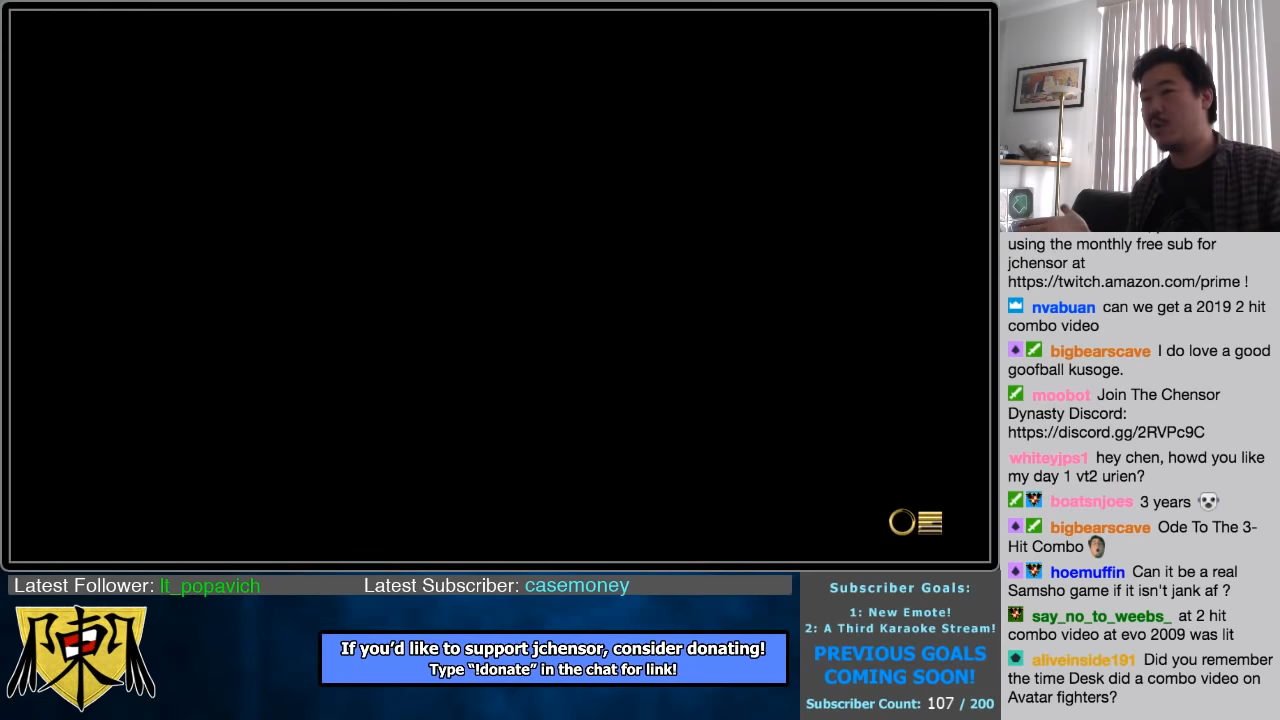 using the monthly free sub for
jchensor at
https://twitch.amazon.com/prime !
nvabuan can we get a 2019 2 hit
combo video
bigbearscave I do love a good
goofball kusoge.
moobot Join The Chensor
Dynasty Discord:
https://discord.gg/2RVPc9C
whiteyjps1 hey chen, howd you like
my day 1 vt2 urien?
boatsnjoes 3 years
bigbearscave Ode To The 3-
Hit Combo
hoemuffin Can it be a real
Samsho game if it isn't jank af ?
say_no_to_weebs_ at 2 hit
combo video at evo 2009 was lit
aliveinside191 Did you remember
the time Desk did a combo video on
Avatar fighters?
Latest Follower: lt_popavich
Latest Subscriber: casemoney
If you'd like to support jchensor, consider donating!
Type "!donate" in the chat for link!
Subscriber Goals:
1: New Emote!
2: A Third Karaoke Stream!
PREVIOUS GOALS
COMING SOON!
Subscriber Count: 107 / 200